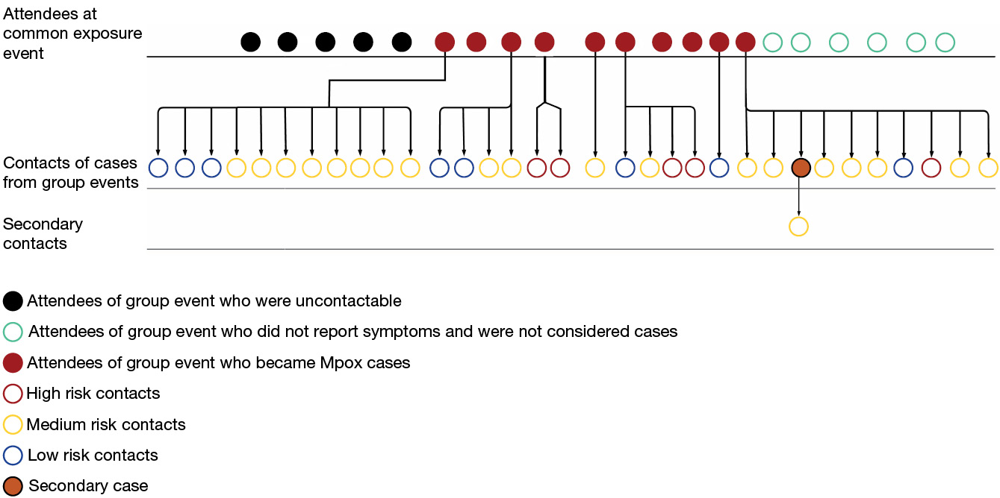 Attendees at
common exposure
event
Contacts of cases
from group events
Secondary
contacts
Attendees of group event who were uncontactable
Attendees of group event who did not report symptoms and were not considered cases
Attendees of group event who became Mpox cases
High risk contacts
Medium risk contacts
Low risk contacts
Secondary case